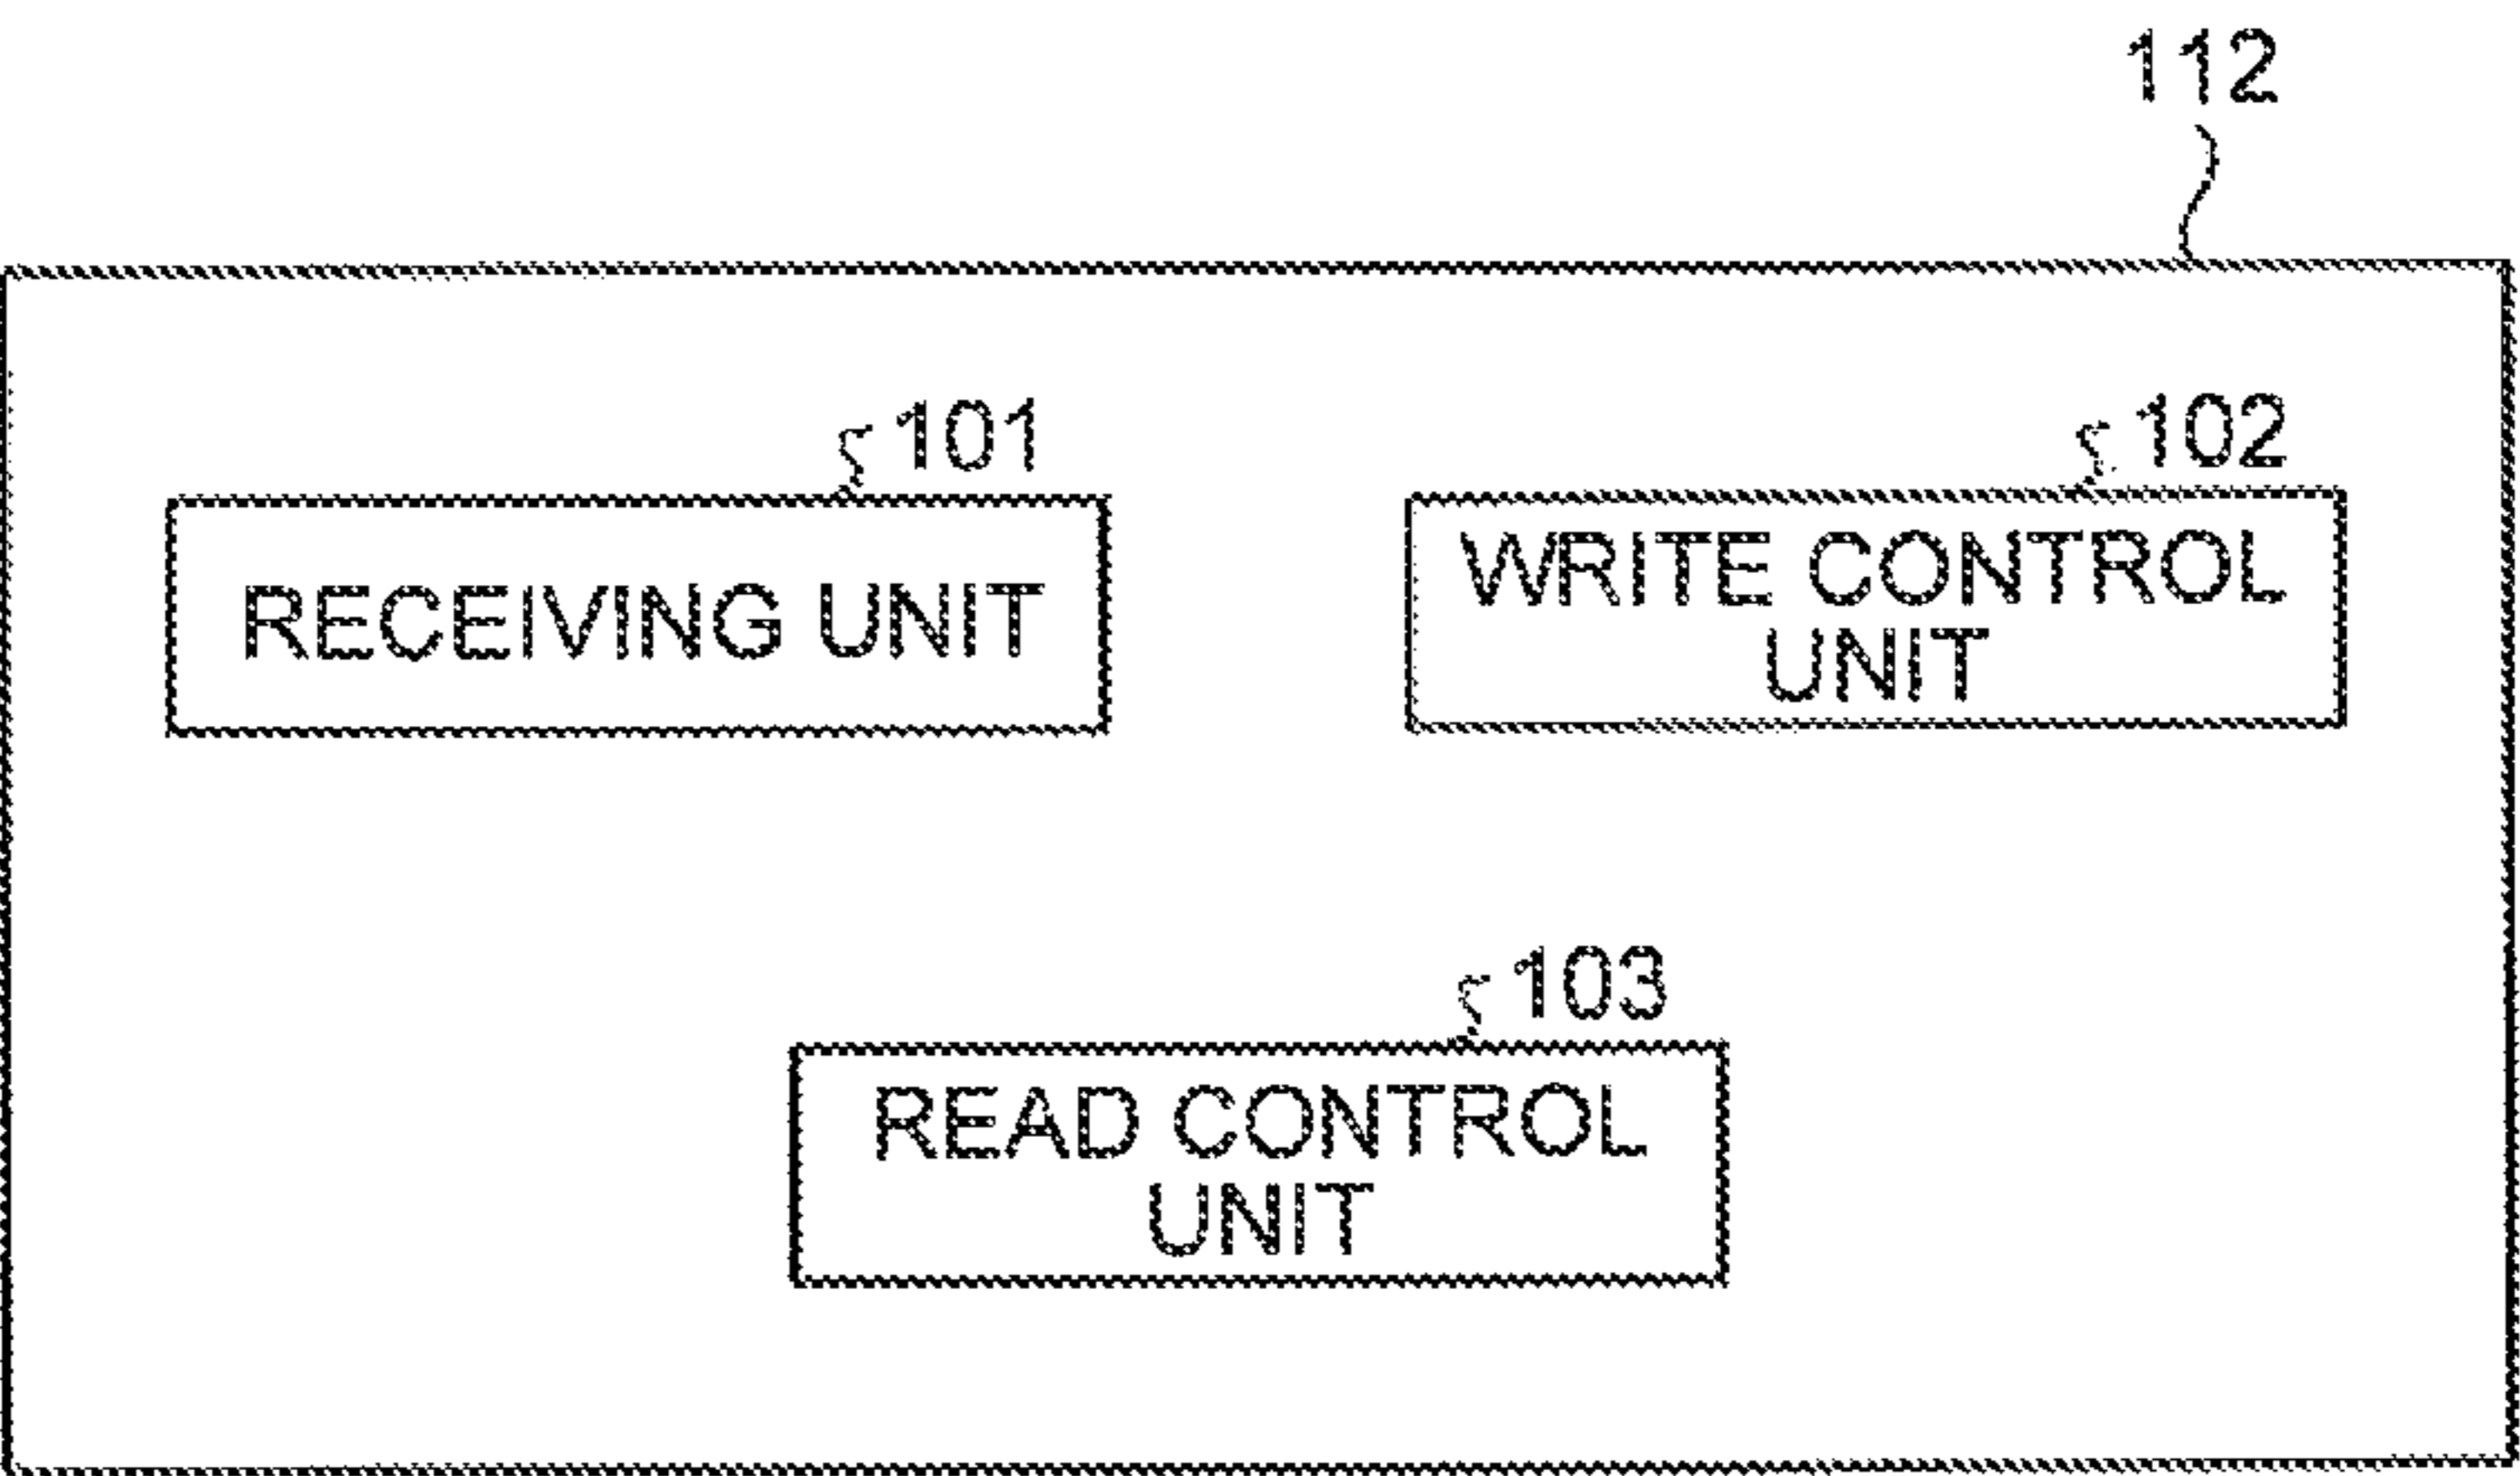 112
101
RECEIVING UNIT
102
WRITE CONTROL
UNIT
103
READ CONTROL
UNIT